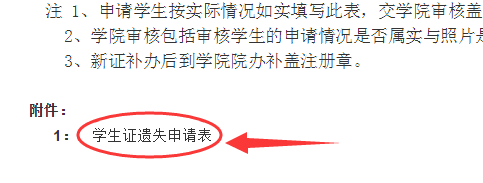 注 1、申请学生按实际情况如实填写此表，交学院审核盖
2、学院审核包括审核学生的申请情况是否属实与照片是
3、新证补办后到学院院办补盖注册章。
附件：
1： 学生证遗失申请表